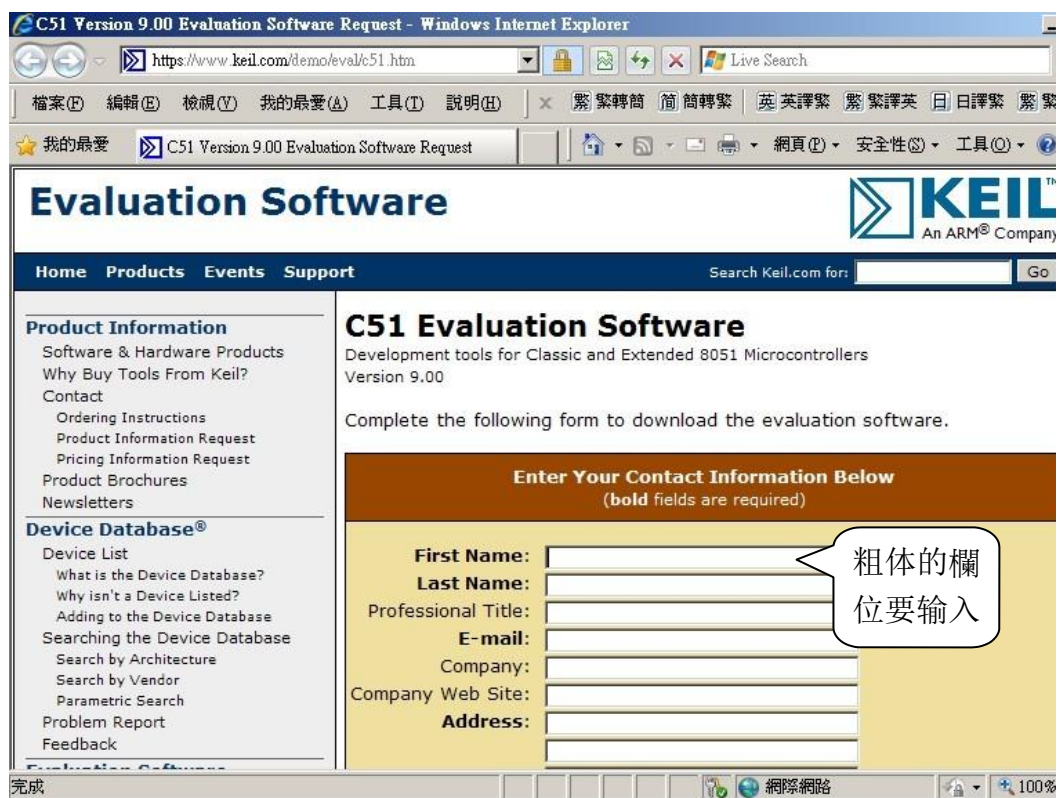 C51 Version 9.00 Evaluation Software Request - Windows Internet Explorer
https://www.keil.com/demo/eval/c51.htm
Live Search
檔案(F) 編輯(E) 檢視(V) 我的最愛(A) 工具(T) 說明(H) × 繁 繁轉簡 簡 簡轉繁 英 英譯繁 繁 繁譯英 日 日譯繁 繁
我的最愛 C51 Version 9.00 Evaluation Software Request 網頁(P) 安全性(S) 工具(O)
Evaluation Software
KEIL™
An ARM® Company
Home Products Events Support Search Keil.com for: Go
Product Information
Software & Hardware Products
Why Buy Tools From Keil?
Contact
Ordering Instructions
Product Information Request
Pricing Information Request
Product Brochures
Newsletters
Device Database®
Device List
What is the Device Database?
Why isn't a Device Listed?
Adding to the Device Database
Searching the Device Database
Search by Architecture
Search by Vendor
Parametric Search
Problem Report
Feedback
Evaluation Software
C51 Evaluation Software
Development tools for Classic and Extended 8051 Microcontrollers
Version 9.00
Complete the following form to download the evaluation software.
Enter Your Contact Information Below
(bold fields are required)
First Name:
Last Name:
Professional Title:
E-mail:
Company:
Company Web Site:
Address:
粗体的欄
位要输入
完成 網際網路 100%